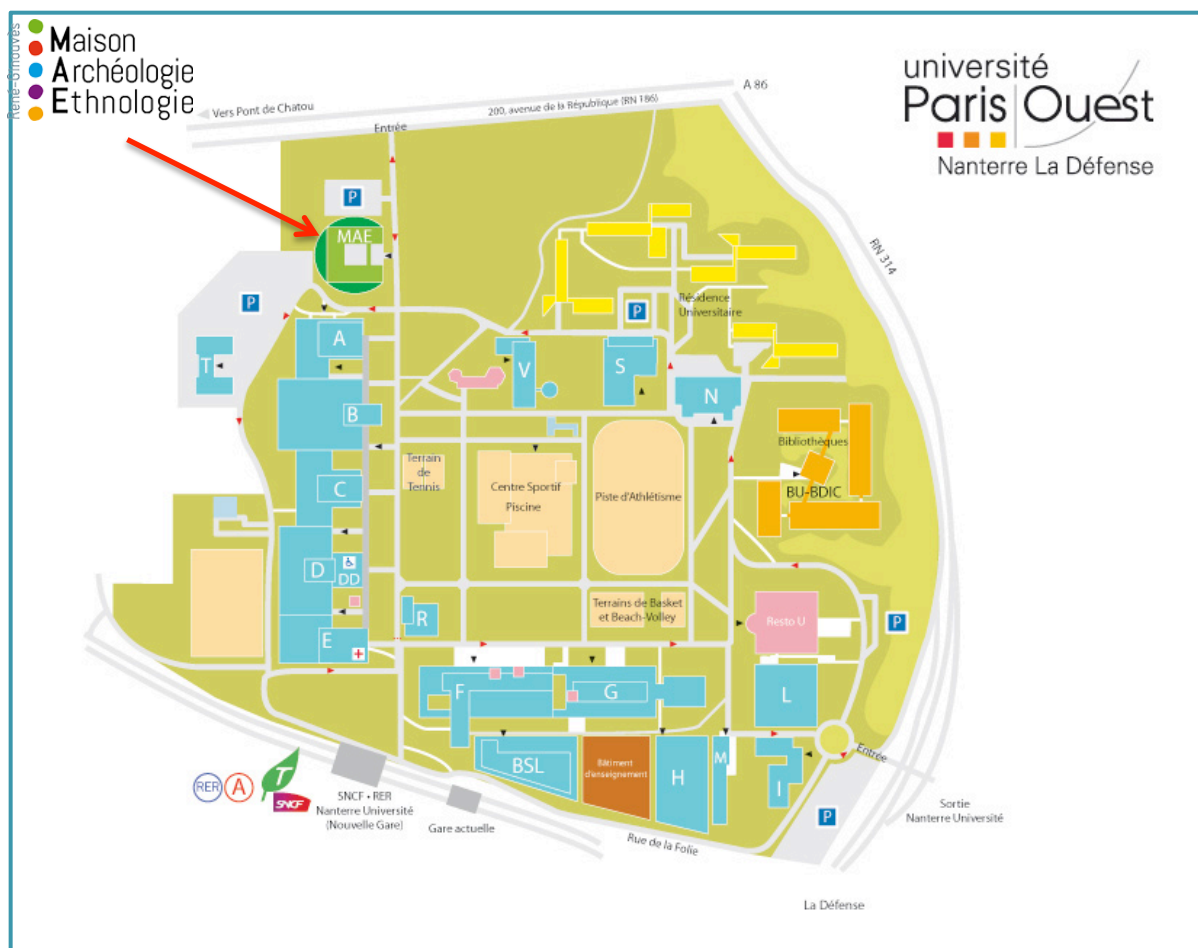 René-Ginouvès
Maison
Archéologie
Ethnologie
université
Paris Ouest
Nanterre La Défense
A 86
Vers Pont de Chatou
200, avenue de la République (RN 186)
Entrée
P
MAE
RN 314
P
P
Résidence
Universitaire
A
T
V
S
N
B
Bibliothèques
BU-BDIC
Terrain
de
Tennis
Centre Sportif
Piscine
Piste d'Athlétisme
C
D
DD
R
Terrains de Basket
et Beach-Volley
Resto U
P
E
F
G
L
BSL
Bâtiment
d'enseignement
H
M
I
Entrée
RER
A
T
SNCF
SNCF • RER
Nanterre Université
(Nouvelle Gare)
Gare actuelle
Rue de la Folie
P
Sortie
Nanterre Université
La Défense